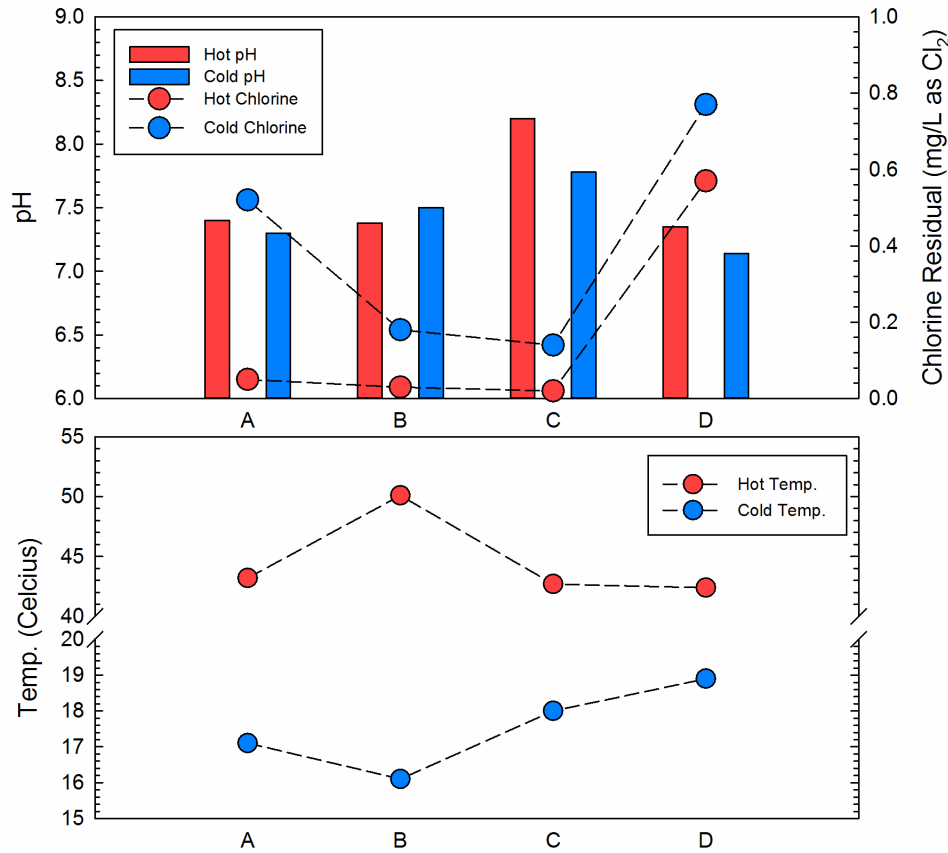 9.0
8.5
8.0
7.5
7.0
6.5
6.0
pH
Hot pH
Cold pH
Hot Chlorine
Cold Chlorine
1.0
0.8
0.6
0.4
0.2
0.0
Chlorine Residual (mg/L as Cl₂)
A B C D
55
50
45
40
20
19
18
17
16
15
Temp. (Celcius)
Hot Temp.
Cold Temp.
A B C D